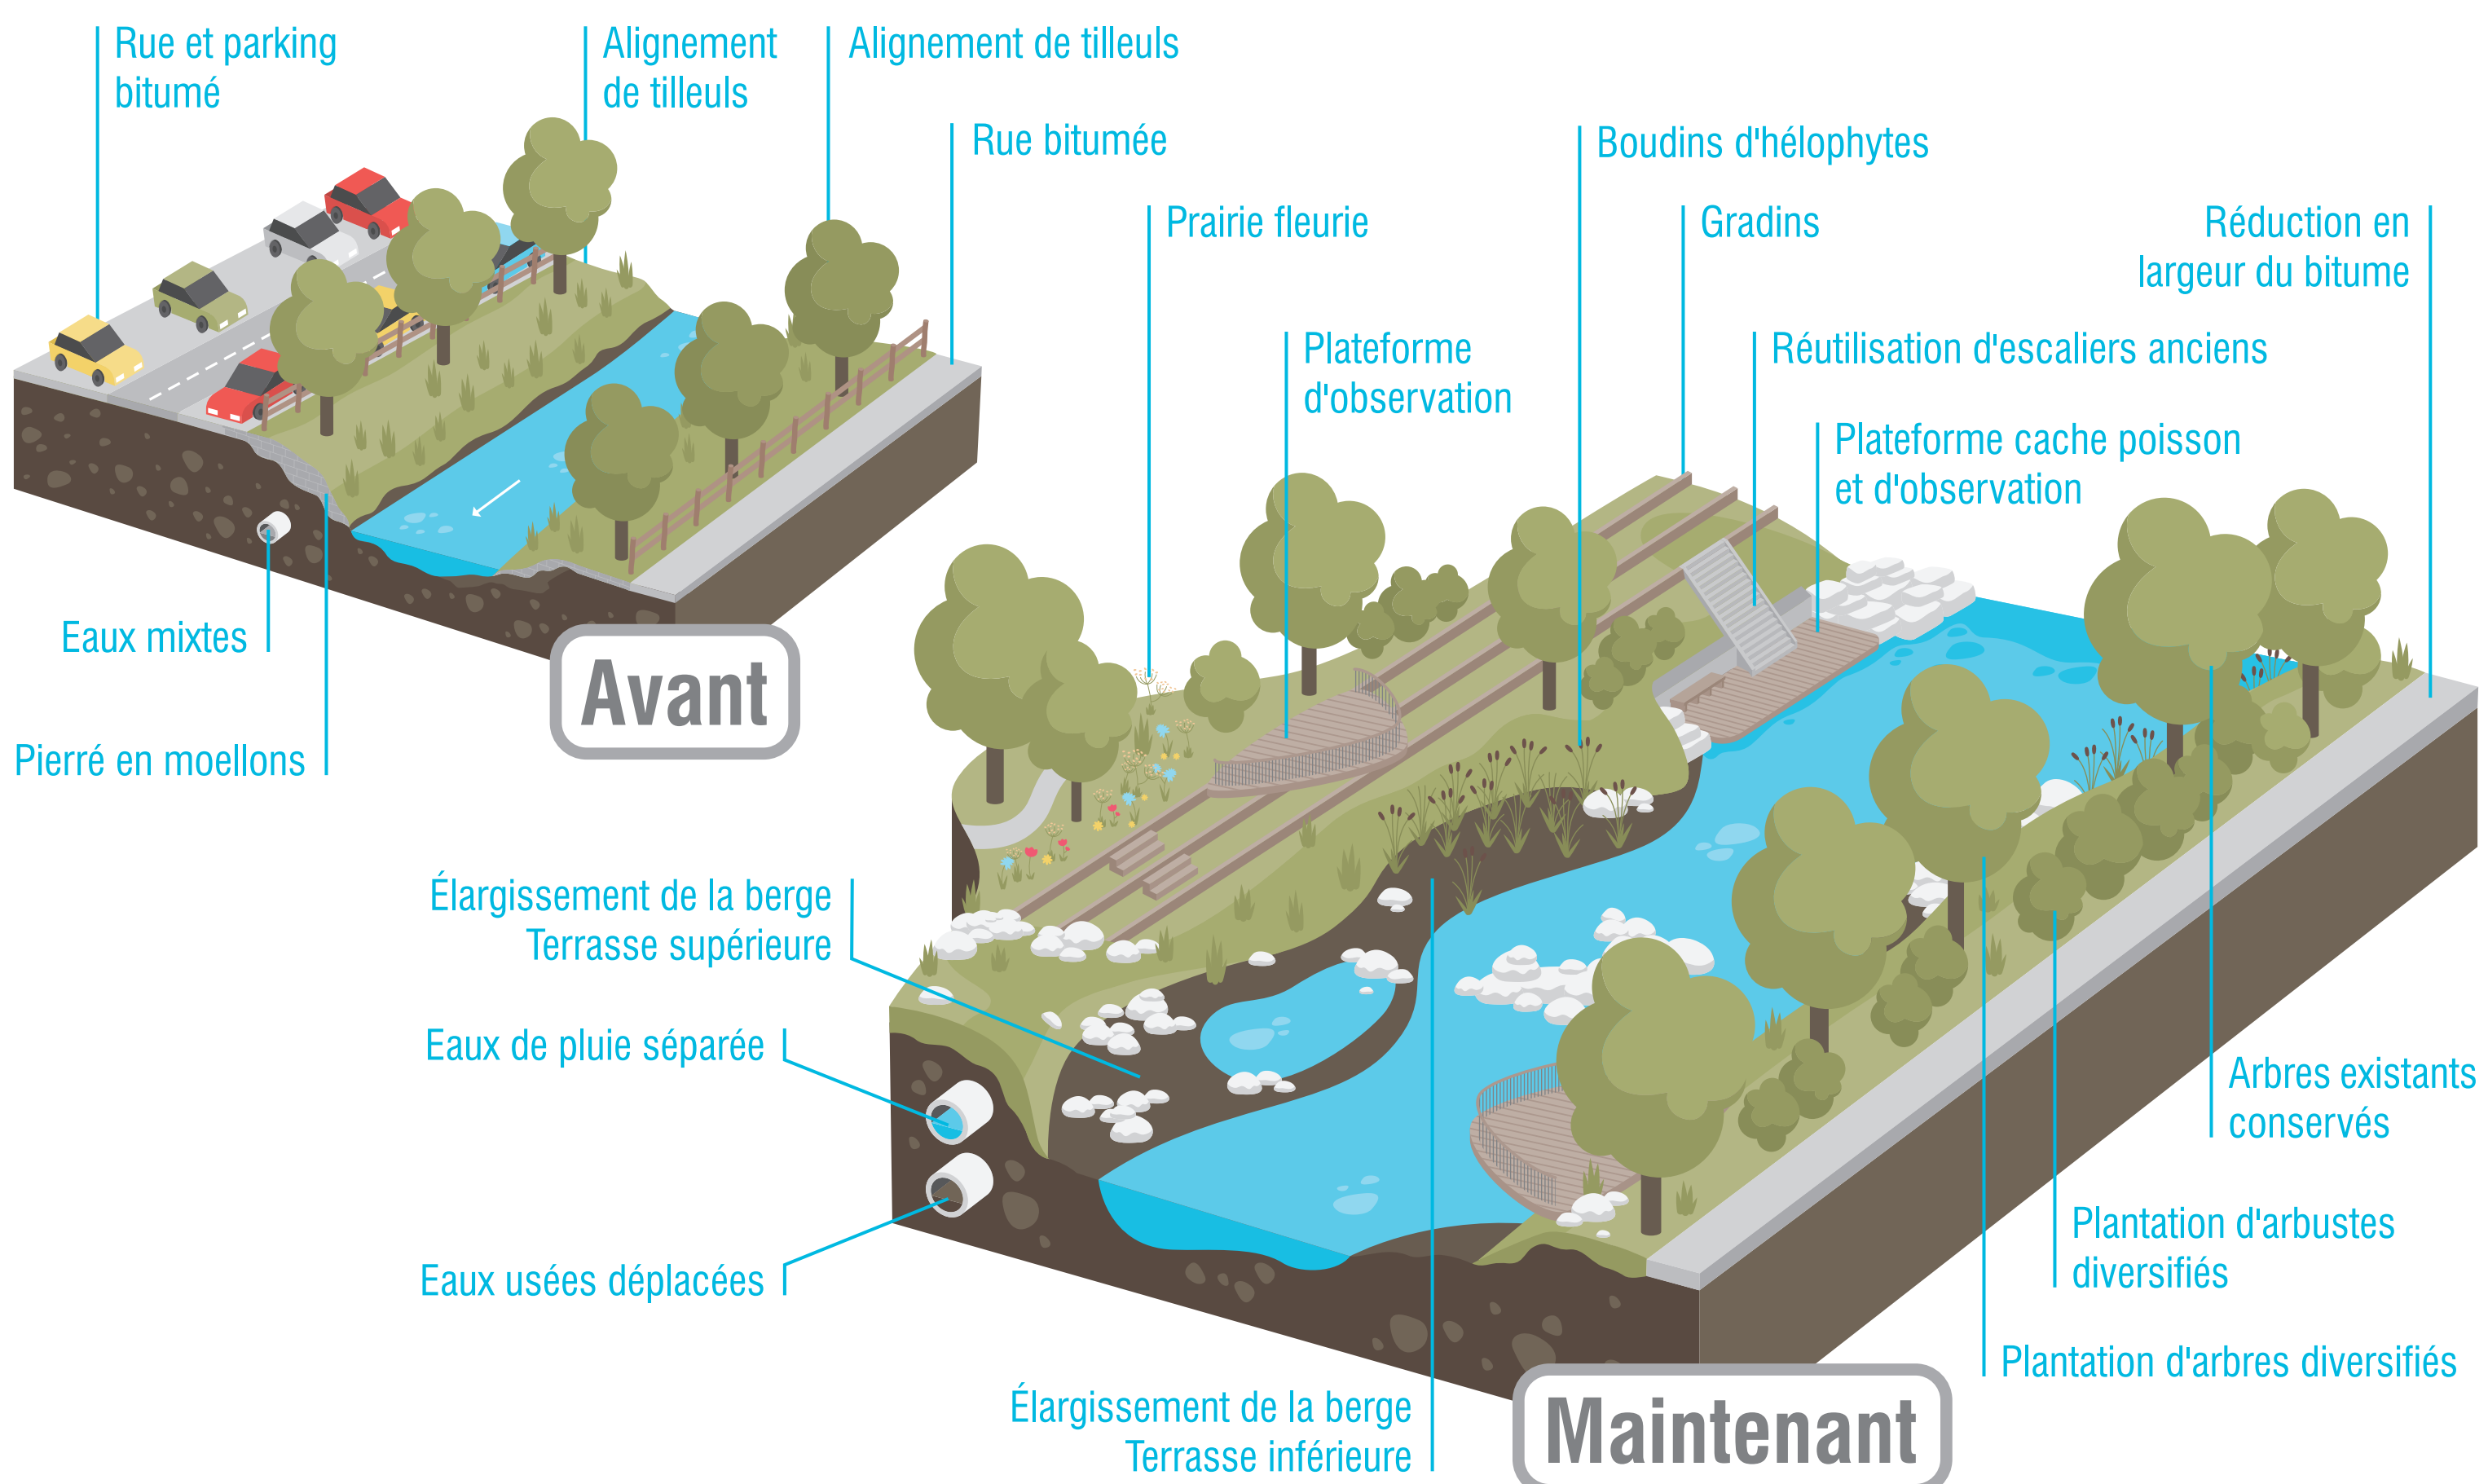 Rue et parking
bitumé
Alignement
de tilleuls
Alignement de tilleuls
Rue bitumée
Eaux mixtes
Pierré en moellons
Avant
Prairie fleurie
Plateforme
d'observation
Boudins d'hélophytes
Gradins
Réutilisation d'escaliers anciens
Plateforme cache poisson
et d'observation
Réduction en
largeur du bitume
Élargissement de la berge
Terrasse supérieure
Eaux de pluie séparée
Eaux usées déplacées
Élargissement de la berge
Terrasse inférieure
Arbres existants
conservés
Plantation d'arbustes
diversifiés
Plantation d'arbres diversifiés
Maintenant